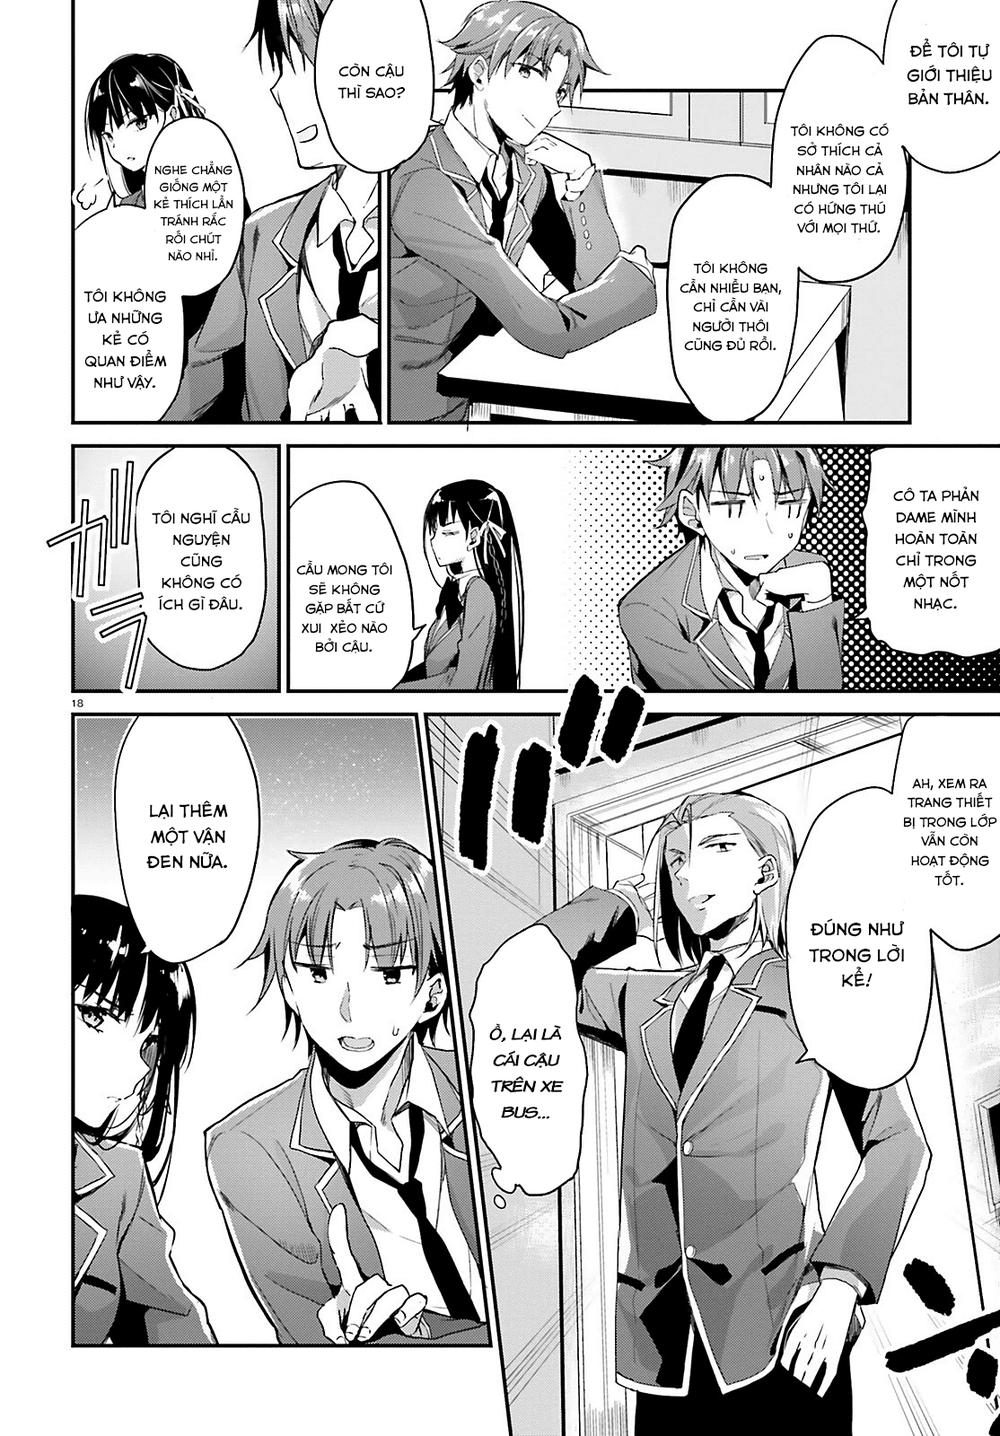 ĐỂ TÔI TỰ
GIỚI THIỆU
BẢN THÂN.
TÔI KHÔNG CÓ
SỞ THÍCH CẢ
NHÂN NÀO CẢ
NHƯNG TÔI LẠI
CÓ HỨNG THÚ
VỚI MỌI THỨ.
TÔI KHÔNG
CẦN NHIỀU BẠN,
CHỈ CẦN VÀI
NGƯỜI THÔI
CŨNG ĐỦ RỒI.
CÒN CẬU
THÌ SAO?
NGHE CHẲNG
GIỐNG MỘT
KẺ THÍCH LẨN
TRÁNH RẮC
RỐI CHÚT
NÀO NHỈ.
TÔI KHÔNG
ƯA NHỮNG
KẺ CÓ
QUAN ĐIỂM
NHƯ VẬY.
CÔ TA PHẢN
DAME MÌNH
HOÀN TOÀN
CHỈ TRONG
MỘT NỐT
NHẠC.
CẦU MONG TÔI
SẼ KHÔNG
GẶP BẤT CỨ
XUI XẺO NÀO
BỞI CẬU.
TÔI NGHĨ CẦU
NGUYỆN
CŨNG
KHÔNG CÓ
ÍCH GÌ ĐÂU.
ガララ
18
AH, XEM RA
TRANG THIẾT
BỊ TRONG LỚP
VẪN CÒN
HOẠT ĐỘNG
TỐT.
ĐÚNG NHƯ
TRONG LỜI
KỂ!
Ồ, LẠI LÀ
CÁI CẬU
TRÊN XE
BUS...
LẠI THÊM
MỘT VẬN
ĐEN NỮA.